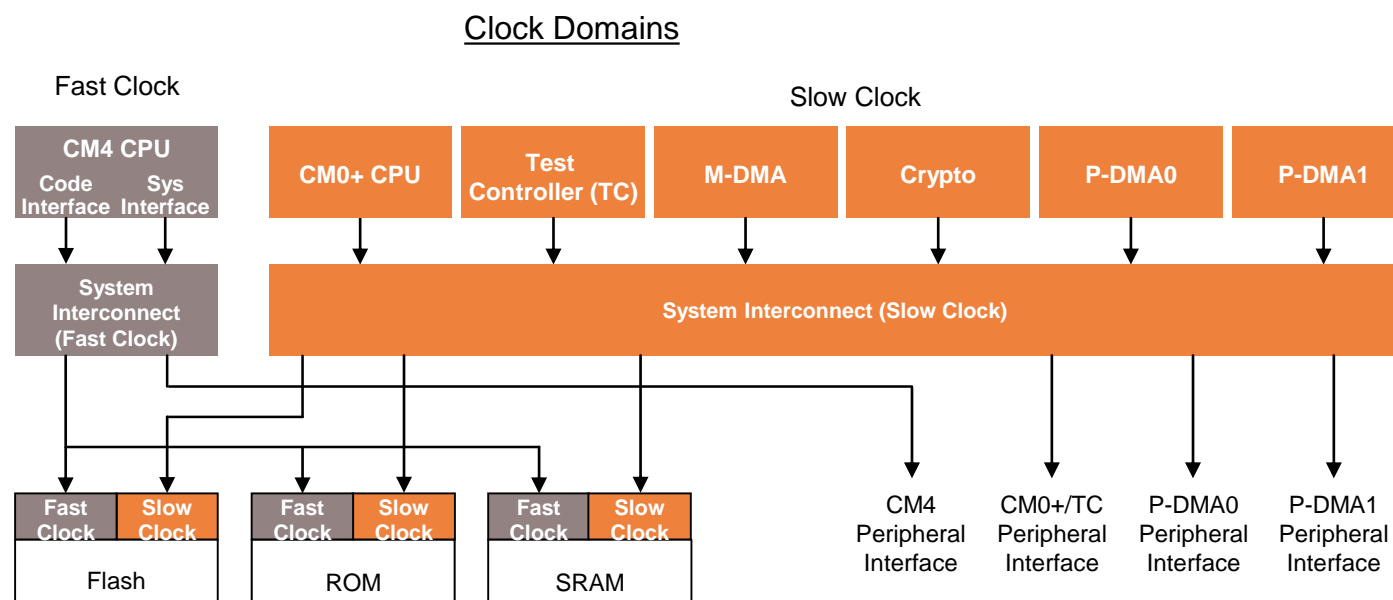 Clock Domains
Fast Clock
Slow Clock
CM4 CPU
Code
Interface
Sys
Interface
CM0+ CPU
Test
Controller (TC)
M-DMA
Crypto
P-DMA0
P-DMA1
System
Interconnect
(Fast Clock)
System Interconnect (Slow Clock)
Fast
Clock
Slow
Clock
Flash
Fast
Clock
Slow
Clock
ROM
Fast
Clock
Slow
Clock
SRAM
CM4
Peripheral
Interface
CM0+/TC
Peripheral
Interface
P-DMA0
Peripheral
Interface
P-DMA1
Peripheral
Interface